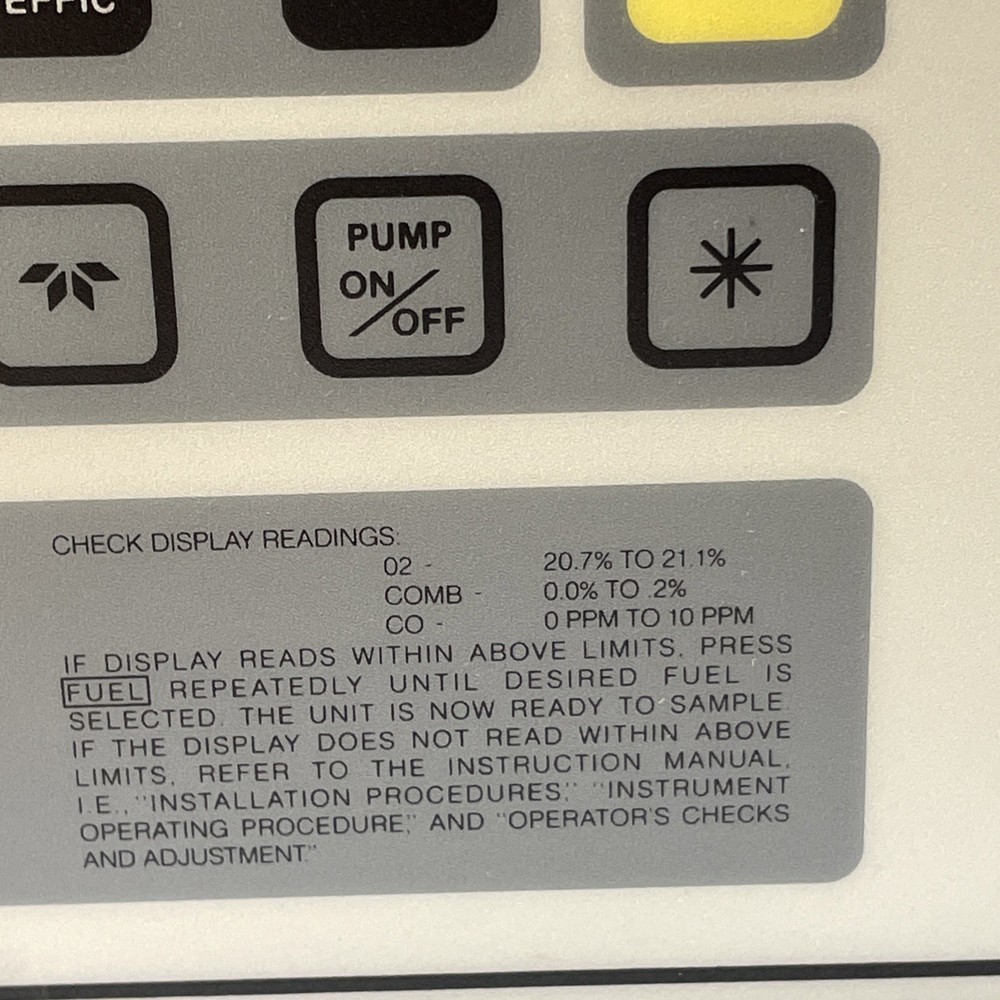 EFFIC
PUMP
ON/OFF
CHECK DISPLAY READINGS:
02 - 20.7% TO 21.1%
COMB - 0.0% TO .2%
CO - 0 PPM TO 10 PPM
IF DISPLAY READS WITHIN ABOVE LIMITS, PRESS
FUEL REPEATEDLY UNTIL DESIRED FUEL IS
SELECTED. THE UNIT IS NOW READY TO SAMPLE.
IF THE DISPLAY DOES NOT READ WITHIN ABOVE
LIMITS, REFER TO THE INSTRUCTION MANUAL,
I.E., "INSTALLATION PROCEDURES," "INSTRUMENT
OPERATING PROCEDURE," AND "OPERATOR'S CHECKS
AND ADJUSTMENT."